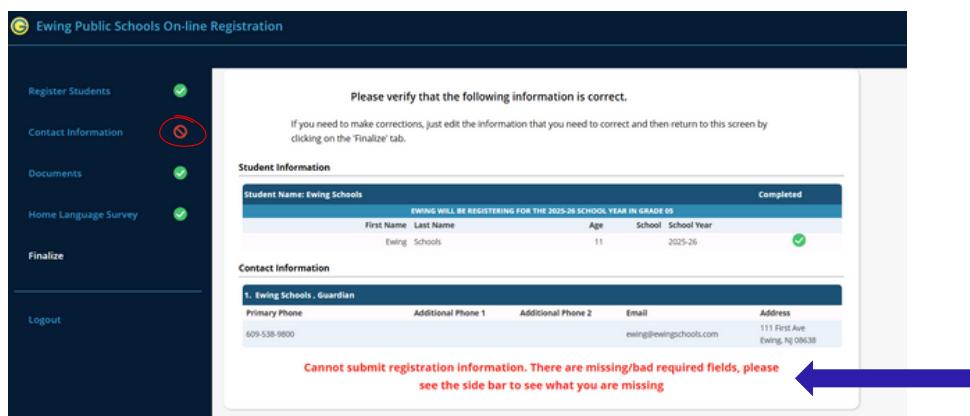 Ewing Public Schools On-line Registration
Register Students
Contact Information
Documents
Home Language Survey
Finalize
Logout
Please verify that the following information is correct.
If you need to make corrections, just edit the information that you need to correct and then return to this screen by
clicking on the 'Finalize' tab.
Student Information
Student Name: Ewing Schools Completed
EWING WILL BE REGISTERING FOR THE 2025-26 SCHOOL YEAR IN GRADE 05
First Name Last Name Age School School Year
Ewing Schools 11 2025-26
Contact Information
1. Ewing Schools , Guardian
Primary Phone Additional Phone 1 Additional Phone 2 Email Address
609-538-9800 ewing@ewingschools.com 111 First Ave
Ewing, NJ 08638
Cannot submit registration information. There are missing/bad required fields, please
see the side bar to see what you are missing